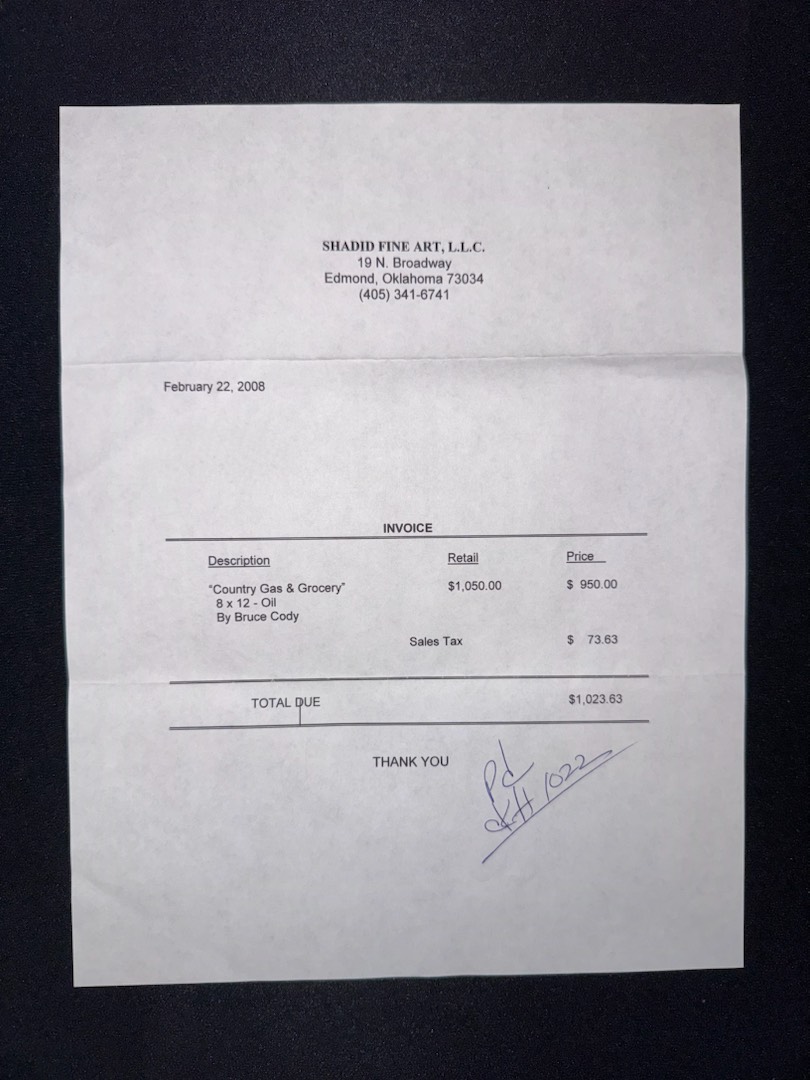 SHADID FINE ART, L.L.C.
19 N. Broadway
Edmond, Oklahoma 73034
(405) 341-6741
February 22, 2008
INVOICE
Description Retail Price
"Country Gas & Grocery" $1,050.00 $ 950.00
8 x 12 - Oil
By Bruce Cody
Sales Tax $ 73.63
TOTAL DUE $1,023.63
THANK YOU
Pd
CK# 1022